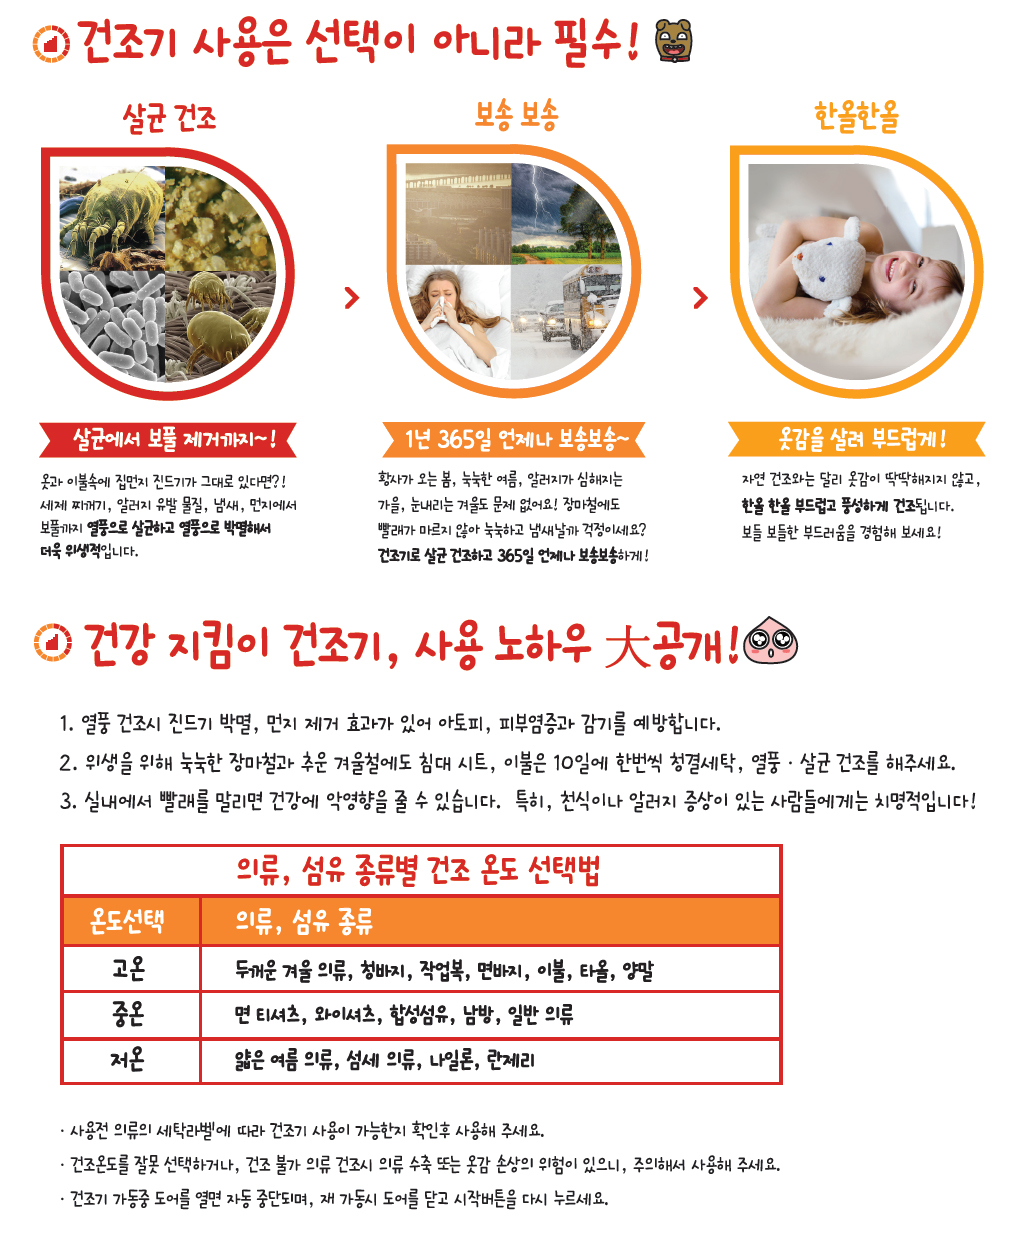 건조기 사용은 선택이 아니라 필수!
살균 건조
보송 보송
한올한올
살균에서 보풀 제거까지~!
옷과 이불속에 집먼지 진드기가 그대로 있다면?!
세제 찌꺼기, 알러지 유발 물질, 냄새, 먼지에서
보풀까지 열풍으로 살균하고 열풍으로 박멸해서
더욱 위생적입니다.
1년 365일 언제나 보송보송~
황사가 오는 봄, 눅눅한 여름, 알러지가 심해지는
가을, 눈내리는 겨울도 문제 없어요! 장마철에도
빨래가 마르지 않아 눅눅하고 냄새날까 걱정이세요?
건조기로 살균 건조하고 365일 언제나 보송보송하게!
옷감을 살려 부드럽게!
자연 건조와는 달리 옷감이 딱딱해지지 않고,
한올 한올 부드럽고 풍성하게 건조됩니다.
보들 보들한 부드러움을 경험해 보세요!
건강 지킴이 건조기, 사용 노하우 大공개!
1. 열풍 건조시 진드기 박멸, 먼지 제거 효과가 있어 아토피, 피부염증과 감기를 예방합니다.
2. 위생을 위해 눅눅한 장마철과 추운 겨울철에도 침대 시트, 이불은 10일에 한번씩 청결세탁, 열풍 · 살균 건조를 해주세요.
3. 실내에서 빨래를 말리면 건강에 악영향을 줄 수 있습니다. 특히, 천식이나 알러지 증상이 있는 사람들에게는 치명적입니다!
의류, 섬유 종류별 건조 온도 선택법
온도선택 의류, 섬유 종류
고온 두꺼운 겨울 의류, 청바지, 작업복, 면바지, 이불, 타올, 양말
중온 면 티셔츠, 와이셔츠, 합성섬유, 남방, 일반 의류
저온 얇은 여름 의류, 섬세 의류, 나일론, 란제리
· 사용전 의류의 세탁라벨에 따라 건조기 사용이 가능한지 확인후 사용해 주세요.
· 건조온도를 잘못 선택하거나, 건조 불가 의류 건조시 의류 수축 또는 옷감 손상의 위험이 있으니, 주의해서 사용해 주세요.
· 건조기 가동중 도어를 열면 자동 중단되며, 재 가동시 도어를 닫고 시작버튼을 다시 누르세요.